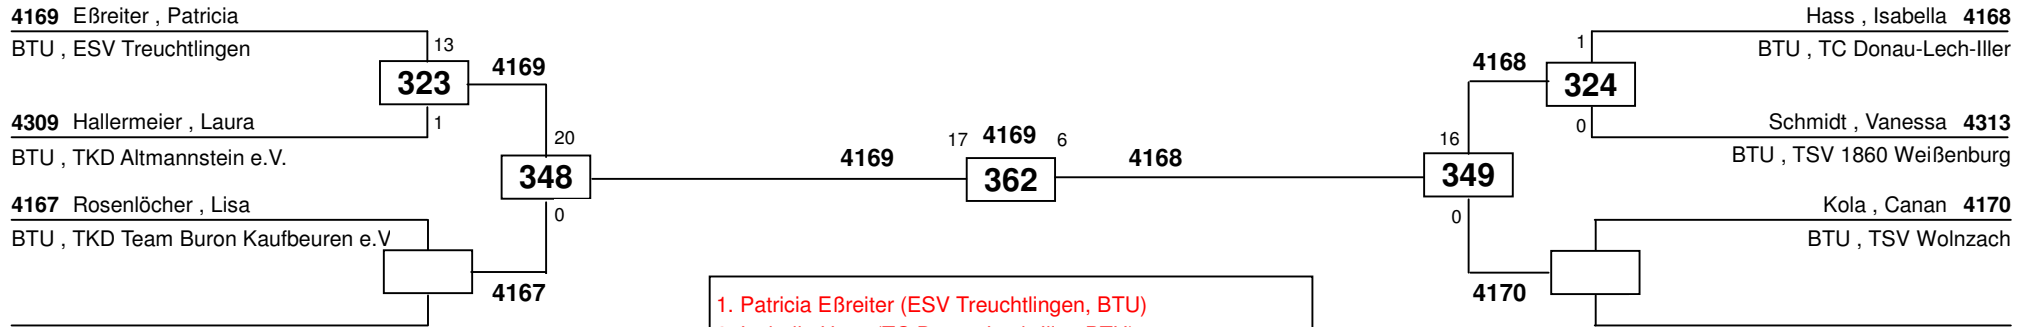 4169 Eßreiter , Patricia
BTU , ESV Treuchtlingen
13
323
4169
1
4309 Hallermeier , Laura
BTU , TKD Altmannstein e.V.
20
348
0
4167 Rosenlöcher , Lisa
BTU , TKD Team Buron Kaufbeuren e.V
4167
4169
17 4169 6
362
4168
1. Patricia Eßreiter (ESV Treuchtlingen, BTU)
Hass , Isabella 4168
BTU , TC Donau-Lech-Iller
1
4168
324
0
Schmidt , Vanessa 4313
BTU , TSV 1860 Weißenburg
16
349
0
Kola , Canan 4170
BTU , TSV Wolnzach
4170